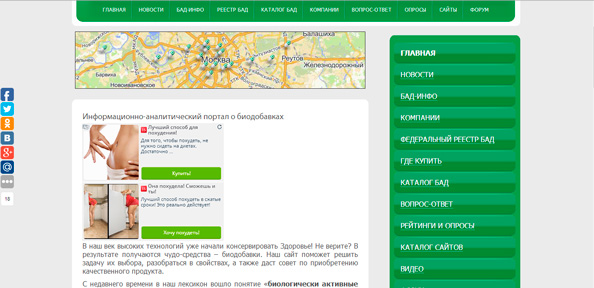 ГЛАВНАЯ НОВОСТИ БАД-ИНФО РЕЕСТР БАД КАТАЛОГ БАД КОМПАНИИ ВОПРОС-ОТВЕТ ОПРОСЫ САЙТЫ ФОРУМ
Балашиха
Красногорск
Москва
Реутов
Железнодорожный
Барвиха
Новоивановское
Информационно-аналитический портал о биодобавках
Лучший способ для похудения!
Для того, чтобы похудеть, не
нужно сидеть на диетах.
Достаточно ...
Купить!
Она похудела! Сможешь и
ты!
Лучший способ похудеть в сжатые
сроки! Это реально действует!
Хочу похудеть!
В наш век высоких технологий уже начали консервировать Здоровье! Не верите? В
результате получаются чудо-средства – биодобавки. Наш сайт поможет решить
задачу их выбора, разобраться в свойствах, а также даст совет по приобретению
качественного продукта.
С недавнего времени в наш лексикон вошло понятие «биологически активные
18
ГЛАВНАЯ
НОВОСТИ
БАД-ИНФО
КОМПАНИИ
ФЕДЕРАЛЬНЫЙ РЕЕСТР БАД
ГДЕ КУПИТЬ
КАТАЛОГ БАД
ВОПРОС-ОТВЕТ
РЕЙТИНГИ И ОПРОСЫ
КАТАЛОГ САЙТОВ
ВИДЕО